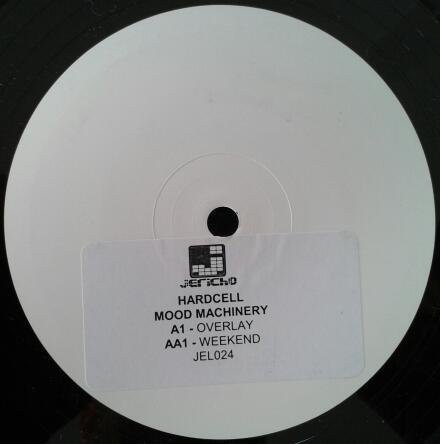 JERICHO
HARDCELL
MOOD MACHINERY
A1 - OVERLAY
AA1 - WEEKEND
JEL024